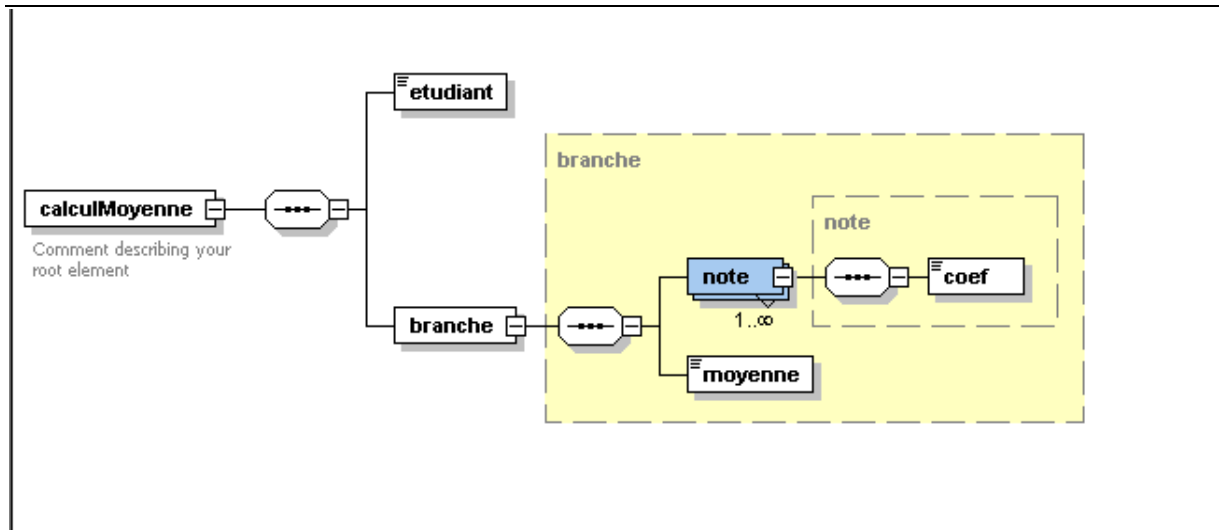 etudiant
branche
calculMoyenne
Comment describing your
root element
note
note
coef
1..∞
branche
moyenne